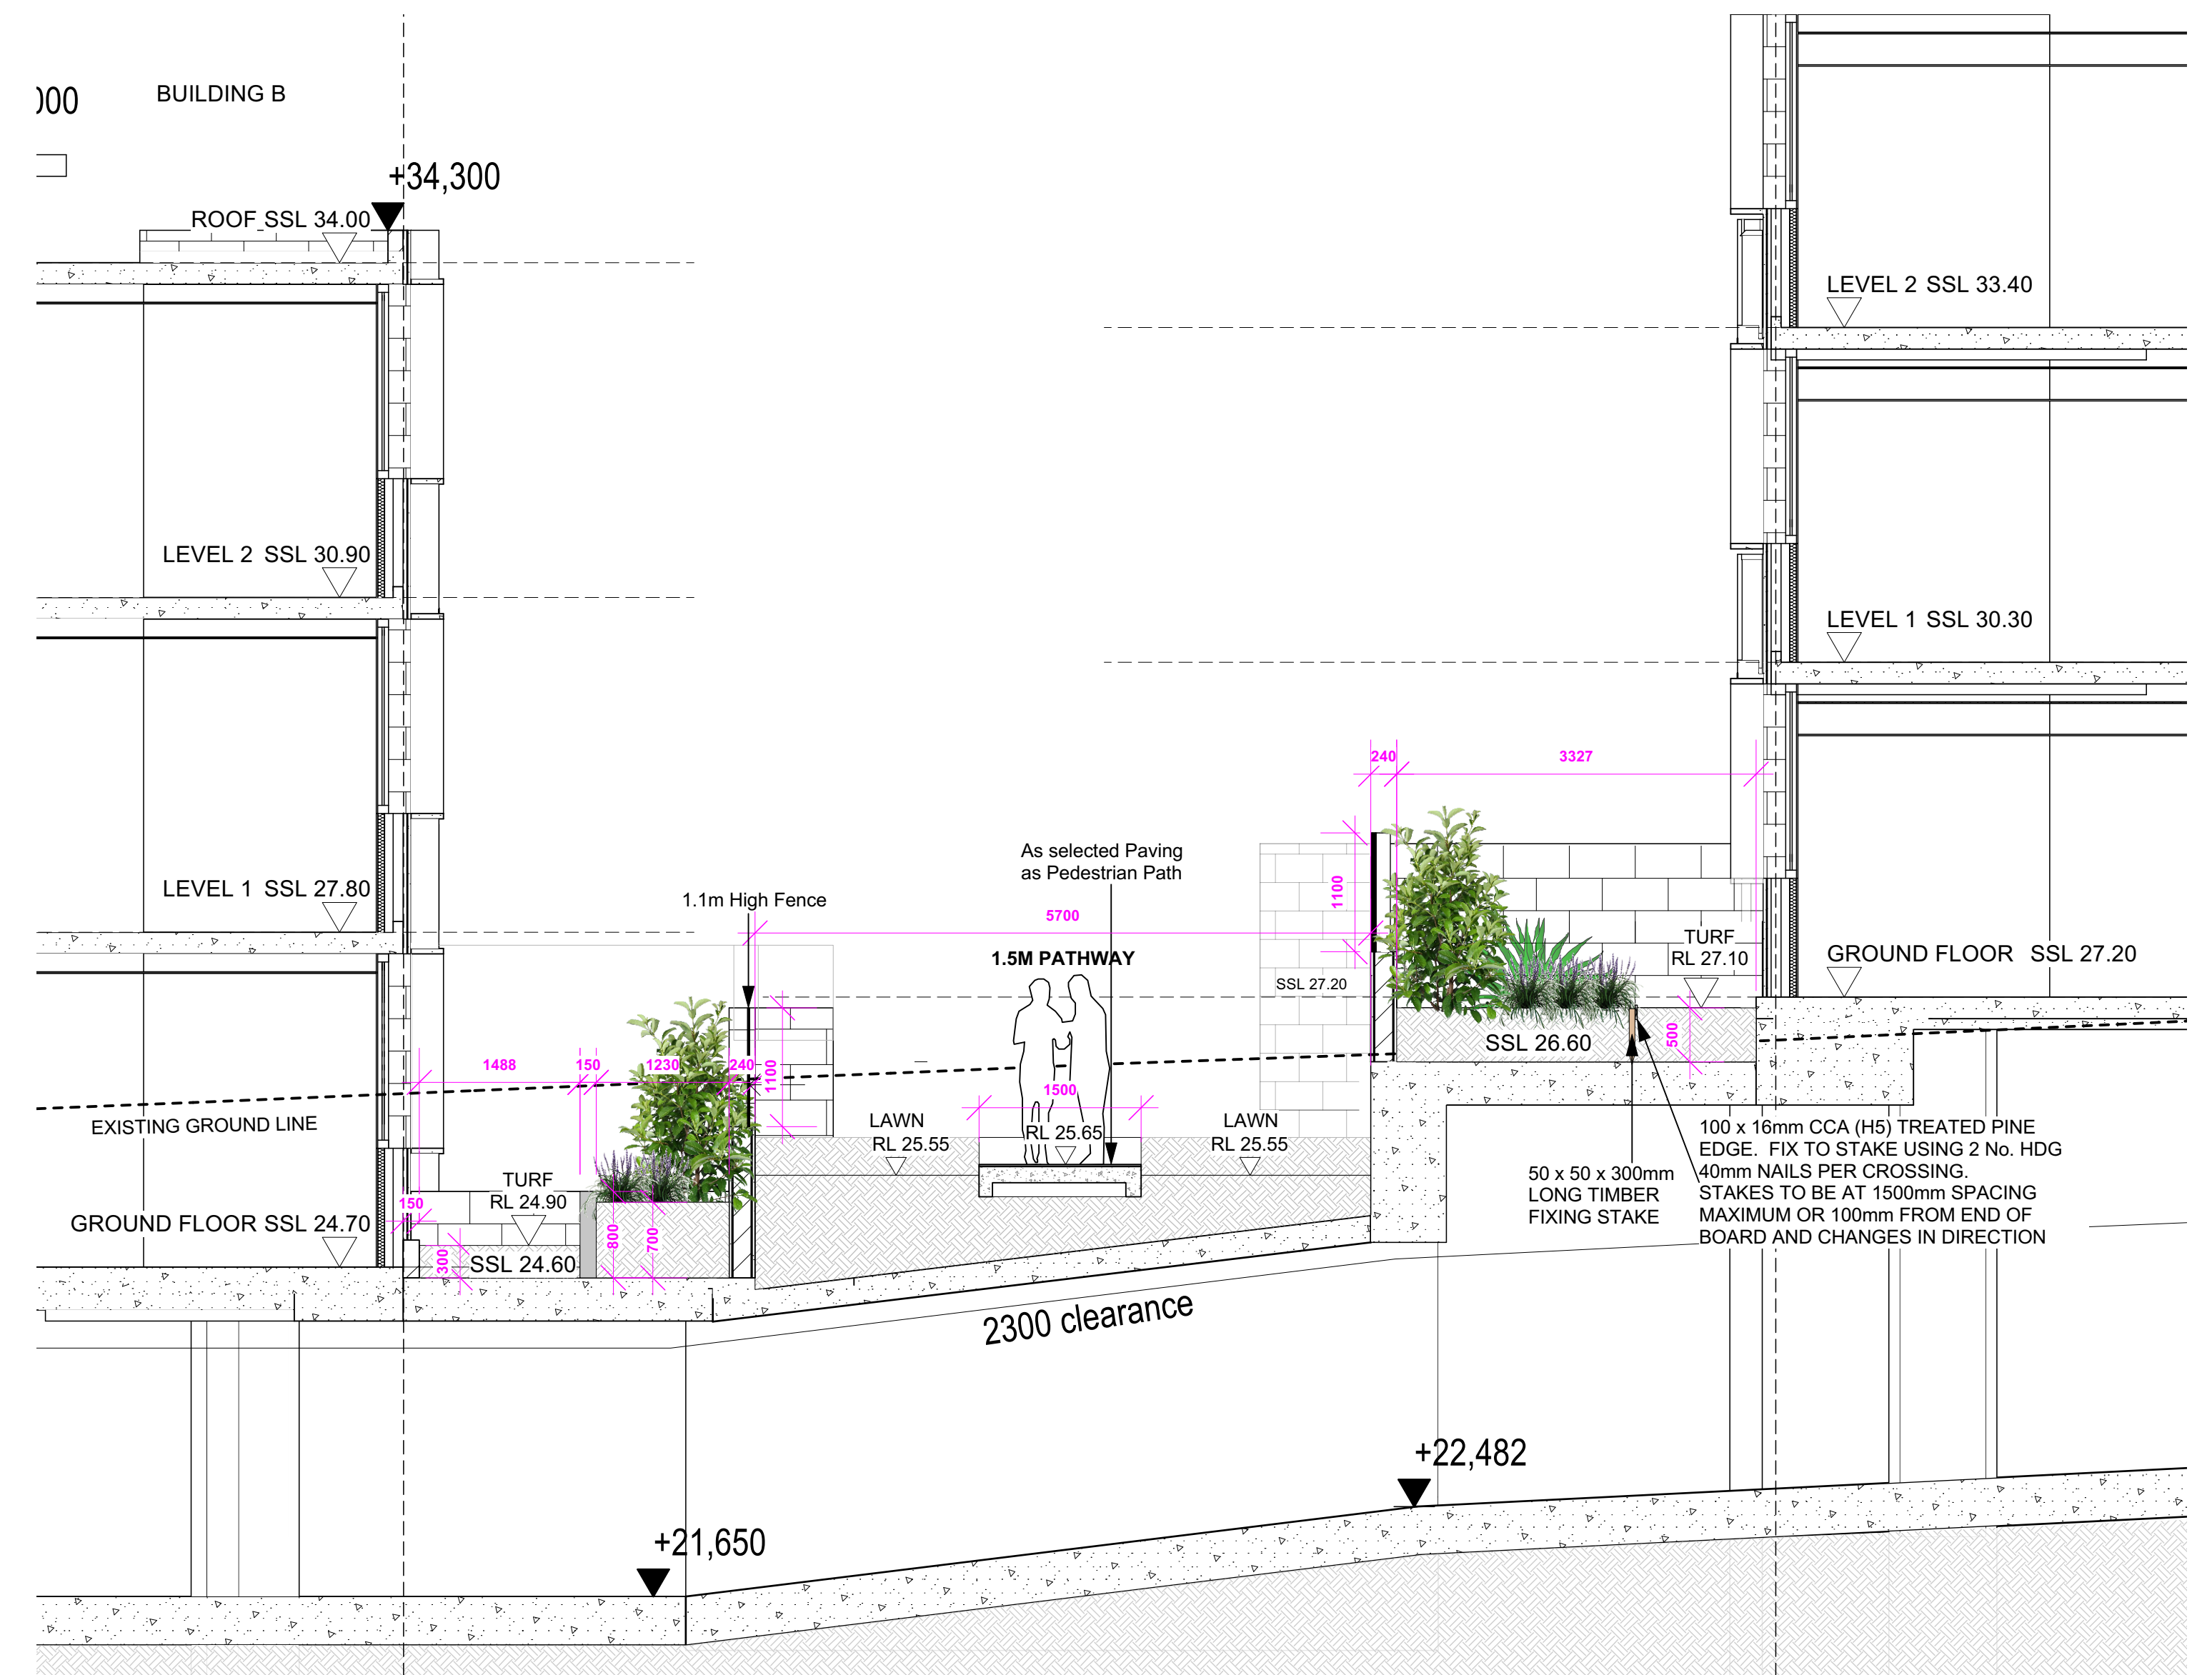 000
BUILDING B
+34,300
ROOF SSL 34.00
LEVEL 2 SSL 33.40
LEVEL 2 SSL 30.90
LEVEL 1 SSL 30.30
240
3327
As selected Paving
as Pedestrian Path
LEVEL 1 SSL 27.80
1.1m High Fence
1100
5700
1.5M PATHWAY
TURF
RL 27.10
GROUND FLOOR SSL 27.20
SSL 27.20
SSL 26.60
500
1488
150
1230
240
1100
1500
EXISTING GROUND LINE
LAWN
RL 25.55
RL 25.65
LAWN
RL 25.55
100 x 16mm CCA (H5) TREATED PINE
EDGE. FIX TO STAKE USING 2 No. HDG
40mm NAILS PER CROSSING.
STAKES TO BE AT 1500mm SPACING
MAXIMUM OR 100mm FROM END OF
BOARD AND CHANGES IN DIRECTION
50 x 50 x 300mm
LONG TIMBER
FIXING STAKE
TURF
RL 24.90
150
GROUND FLOOR SSL 24.70
300
SSL 24.60
800
700
2300 clearance
+22,482
+21,650